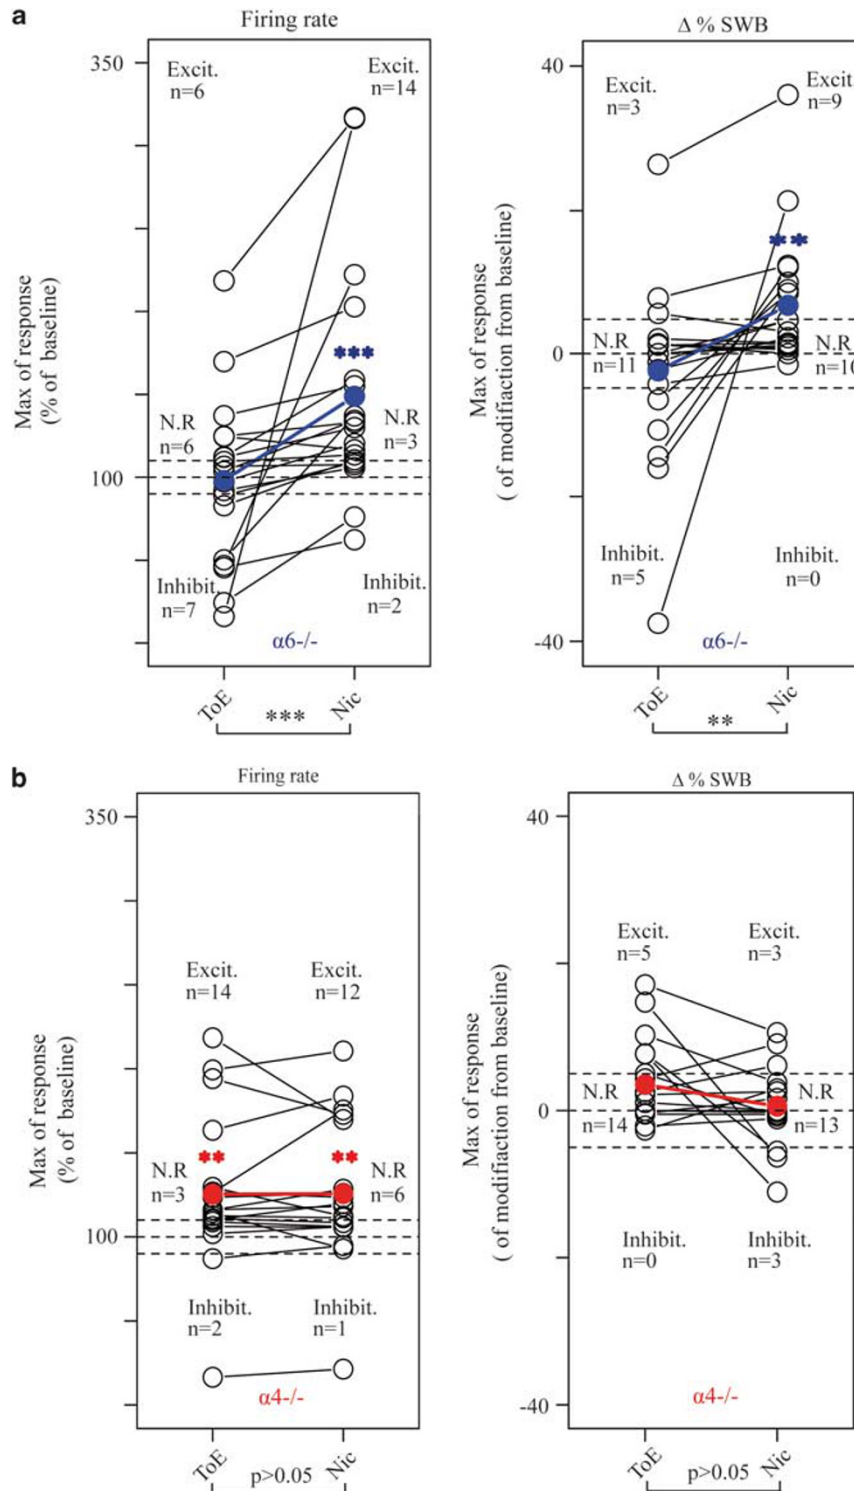 a
Firing rate
Δ % SWB
350
Excit.
n=6
Excit.
n=14
40
Excit.
n=3
Excit.
n=9
Max of response
(% of baseline)
Max of response
( of modifiaction from baseline)
***
**
N.R
n=6
N.R
n=3
N.R
n=11
N.R
n=10
100
0
Inhibit.
n=7
Inhibit.
n=2
Inhibit.
n=5
Inhibit.
n=0
-40
α6-/-
α6-/-
ToE
Nic
ToE
Nic
***
**
b
Firing rate
Δ % SWB
350
40
Excit.
n=14
Excit.
n=12
Excit.
n=5
Excit.
n=3
Max of response
(% of baseline)
Max of response
( of modifiaction from baseline)
**
**
N.R
n=3
N.R
n=6
N.R
n=14
N.R
n=13
100
0
Inhibit.
n=2
Inhibit.
n=1
Inhibit.
n=0
Inhibit.
n=3
-40
α4-/-
α4-/-
ToE
Nic
ToE
Nic
p>0.05
p>0.05